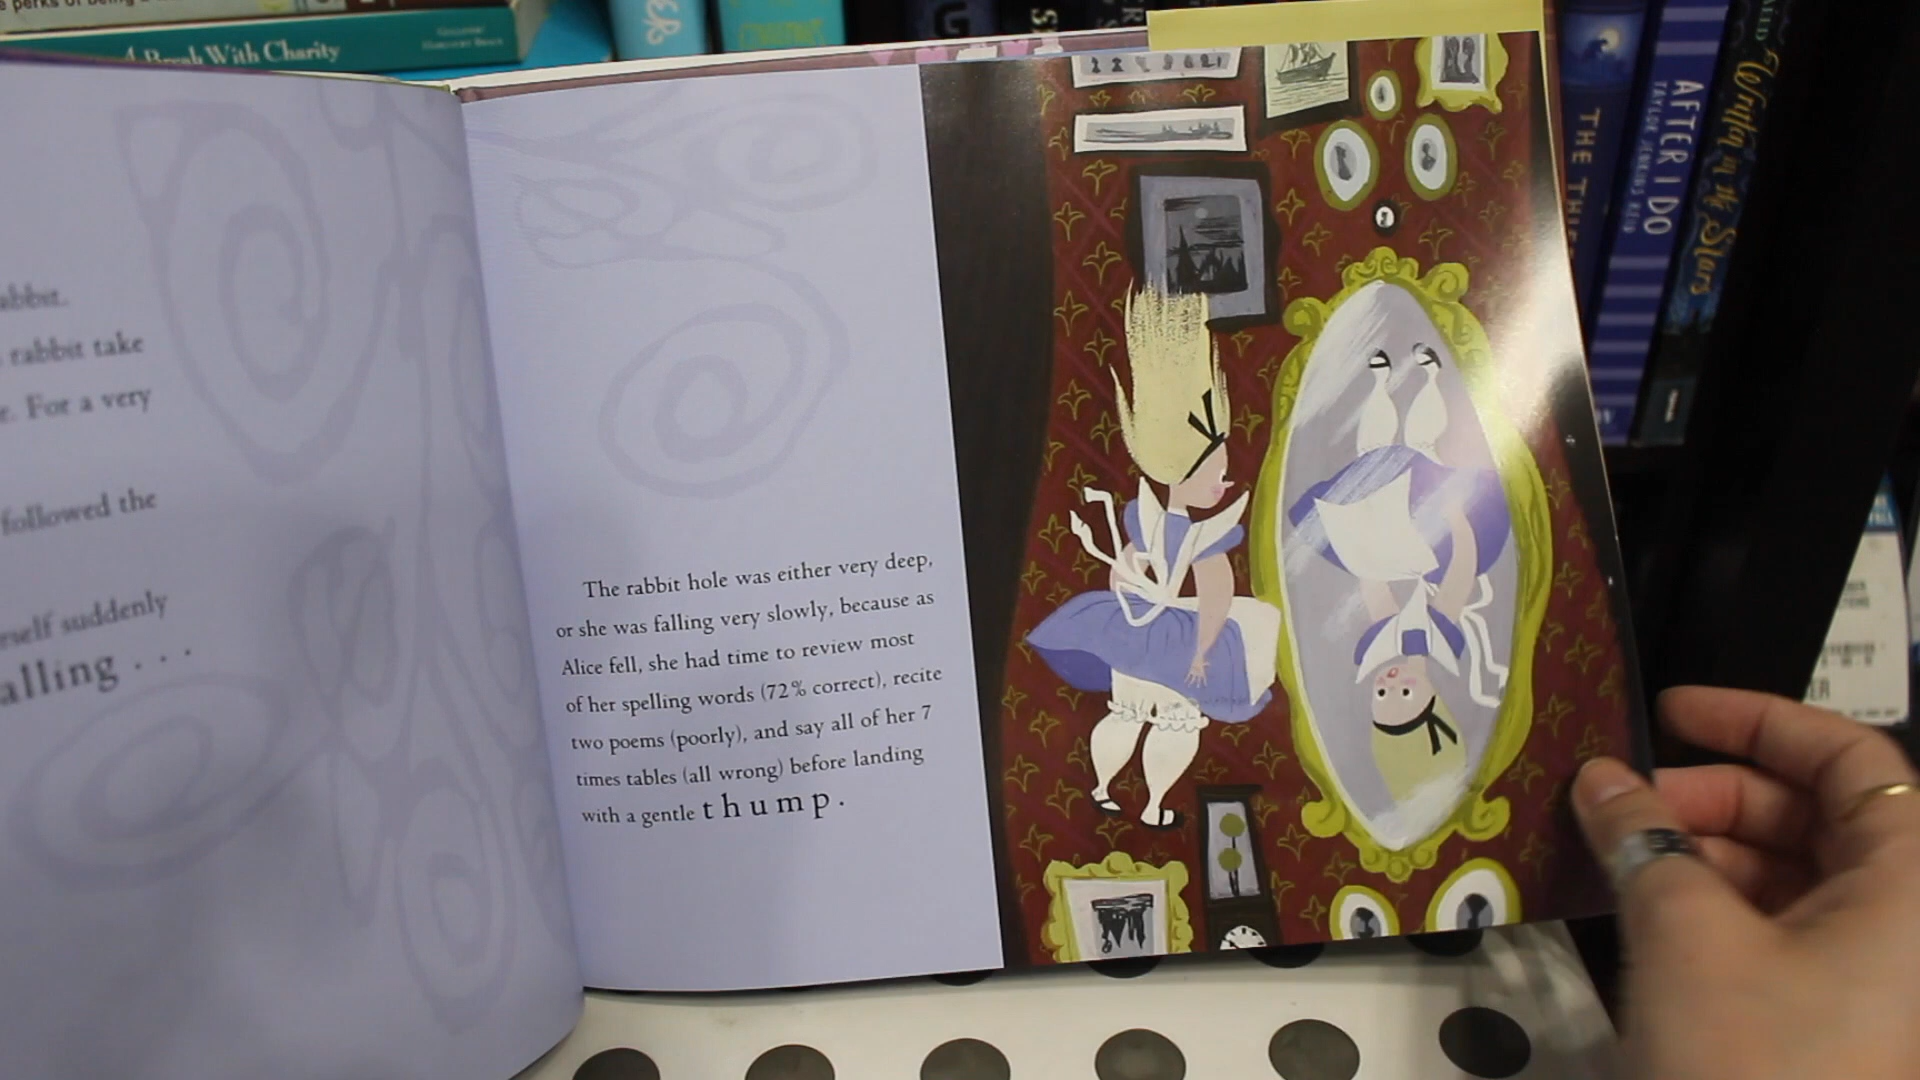 A Break With Charity
abbit.
rabbit take
e. For a very
followed the
rself suddenly
alling . . .
The rabbit hole was either very deep,
or she was falling very slowly, because as
Alice fell, she had time to review most
of her spelling words (72% correct), recite
two poems (poorly), and say all of her 7
times tables (all wrong) before landing
with a gentle thump.
THE THIE
AFTER I DO
TAYLOR JENKINS REID
Written in the Stars